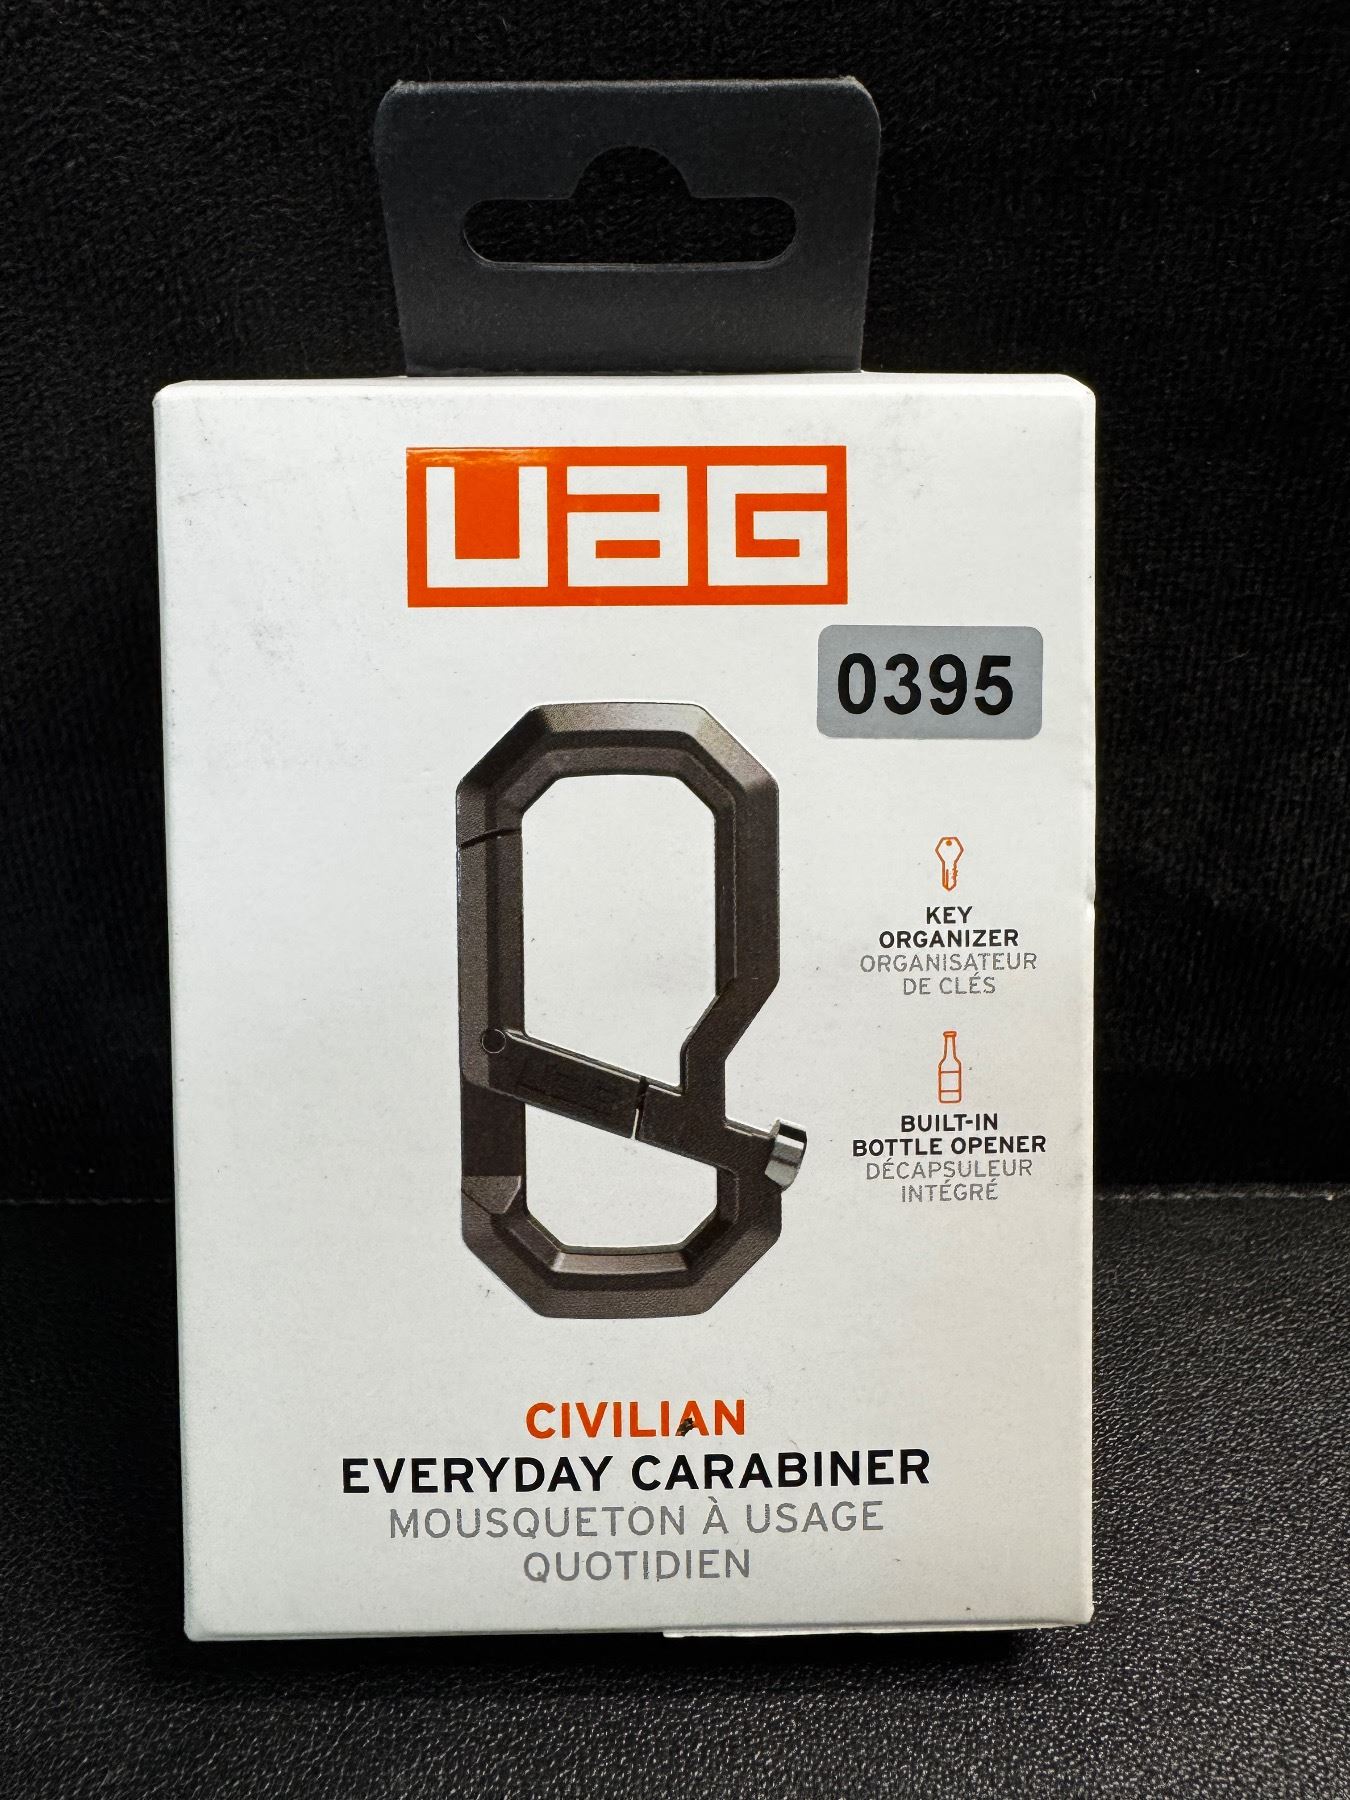 UAG
0395
KEY
ORGANIZER
ORGANISATEUR
DE CLÉS
BUILT-IN
BOTTLE OPENER
DÉCAPSULEUR
INTÉGRÉ
CIVILIAN
EVERYDAY CARABINER
MOUSQUETON À USAGE
QUOTIDIEN